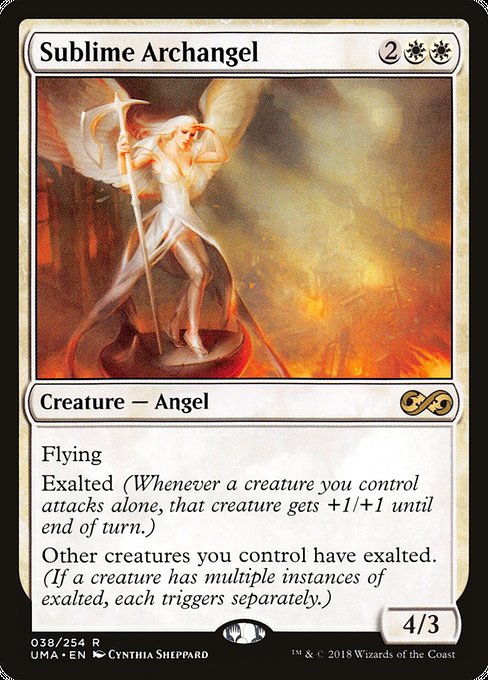 Sublime Archangel 2
Creature — Angel
Flying
Exalted (Whenever a creature you control
attacks alone, that creature gets +1/+1 until
end of turn.)
Other creatures you control have exalted.
(If a creature has multiple instances of
exalted, each triggers separately.)
4/3
038/254 R
UMA • EN Cynthia Sheppard ™ & © 2018 Wizards of the Coast